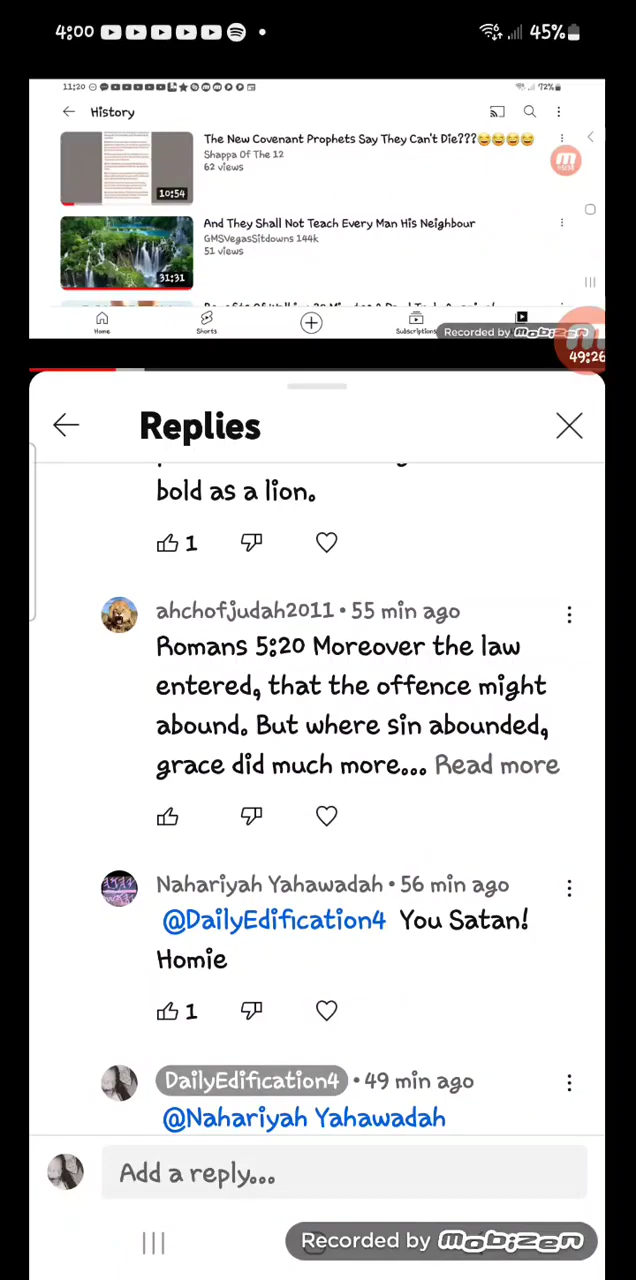 4:00
45%
11:20
72%
History
The New Covenant Prophets Say They Can't Die???😂😂😂😂
Shappa Of The 12
62 views
10:54
And They Shall Not Teach Every Man His Neighbour
GMSVegasSitdowns 144k
51 views
31:31
Home
Shorts
Subscriptions
Recorded by mobizen
49:26
Replies
bold as a lion.
1
ahchofjudah2011 • 55 min ago
Romans 5:20 Moreover the law
entered, that the offence might
abound. But where sin abounded,
grace did much more... Read more
Nahariyah Yahawadah • 56 min ago
@DailyEdification4 You Satan!
Homie
1
DailyEdification4 • 49 min ago
@Nahariyah Yahawadah
Add a reply...
Recorded by mobizen